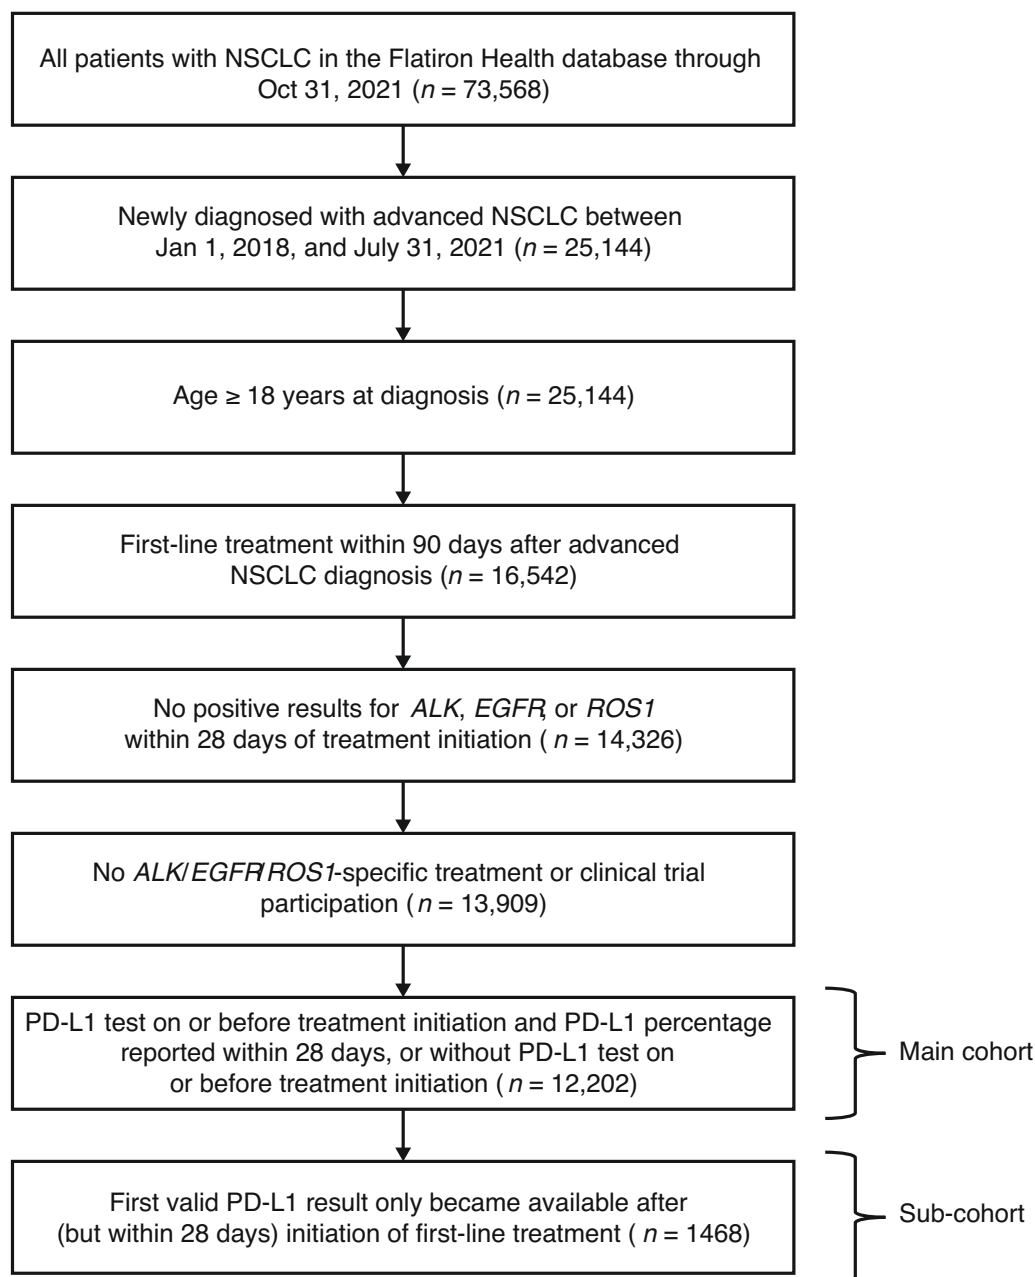 All patients with NSCLC in the Flatiron Health database through
Oct 31, 2021 (n = 73,568)
Newly diagnosed with advanced NSCLC between
Jan 1, 2018, and July 31, 2021 (n = 25,144)
Age ≥ 18 years at diagnosis (n = 25,144)
First-line treatment within 90 days after advanced
NSCLC diagnosis (n = 16,542)
No positive results for ALK, EGFR, or ROS1
within 28 days of treatment initiation ( n = 14,326)
No ALK/EGFR/ROS1-specific treatment or clinical trial
participation (n = 13,909)
PD-L1 test on or before treatment initiation and PD-L1 percentage
reported within 28 days, or without PD-L1 test on
or before treatment initiation ( n = 12,202)
Main cohort
First valid PD-L1 result only became available after
(but within 28 days) initiation of first-line treatment ( n = 1468)
Sub-cohort